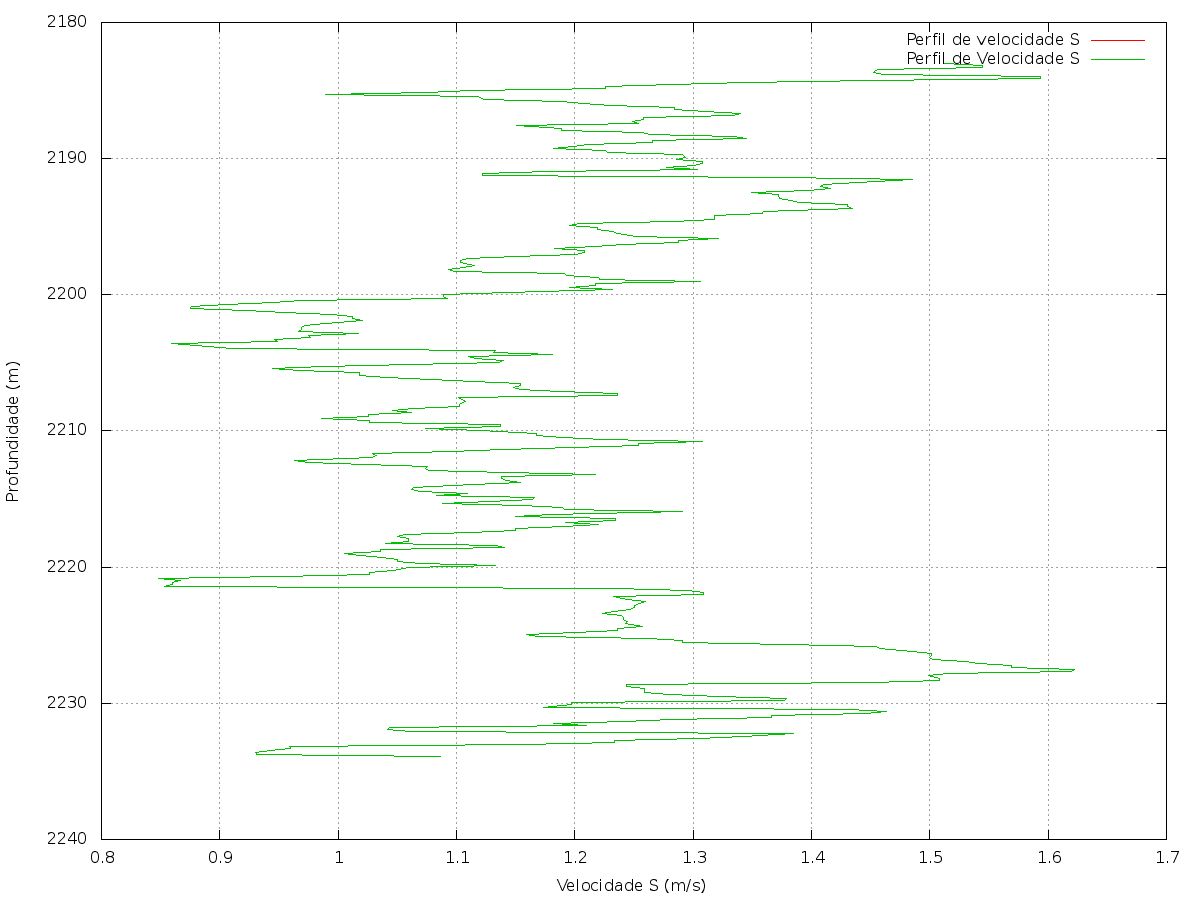 2180
Perfil de velocidade S
Perfil de Velocidade S
2190
2200
2210
2220
2230
2240
Profundidade (m)
0.8 0.9 1 1.1 1.2 1.3 1.4 1.5 1.6 1.7
Velocidade S (m/s)